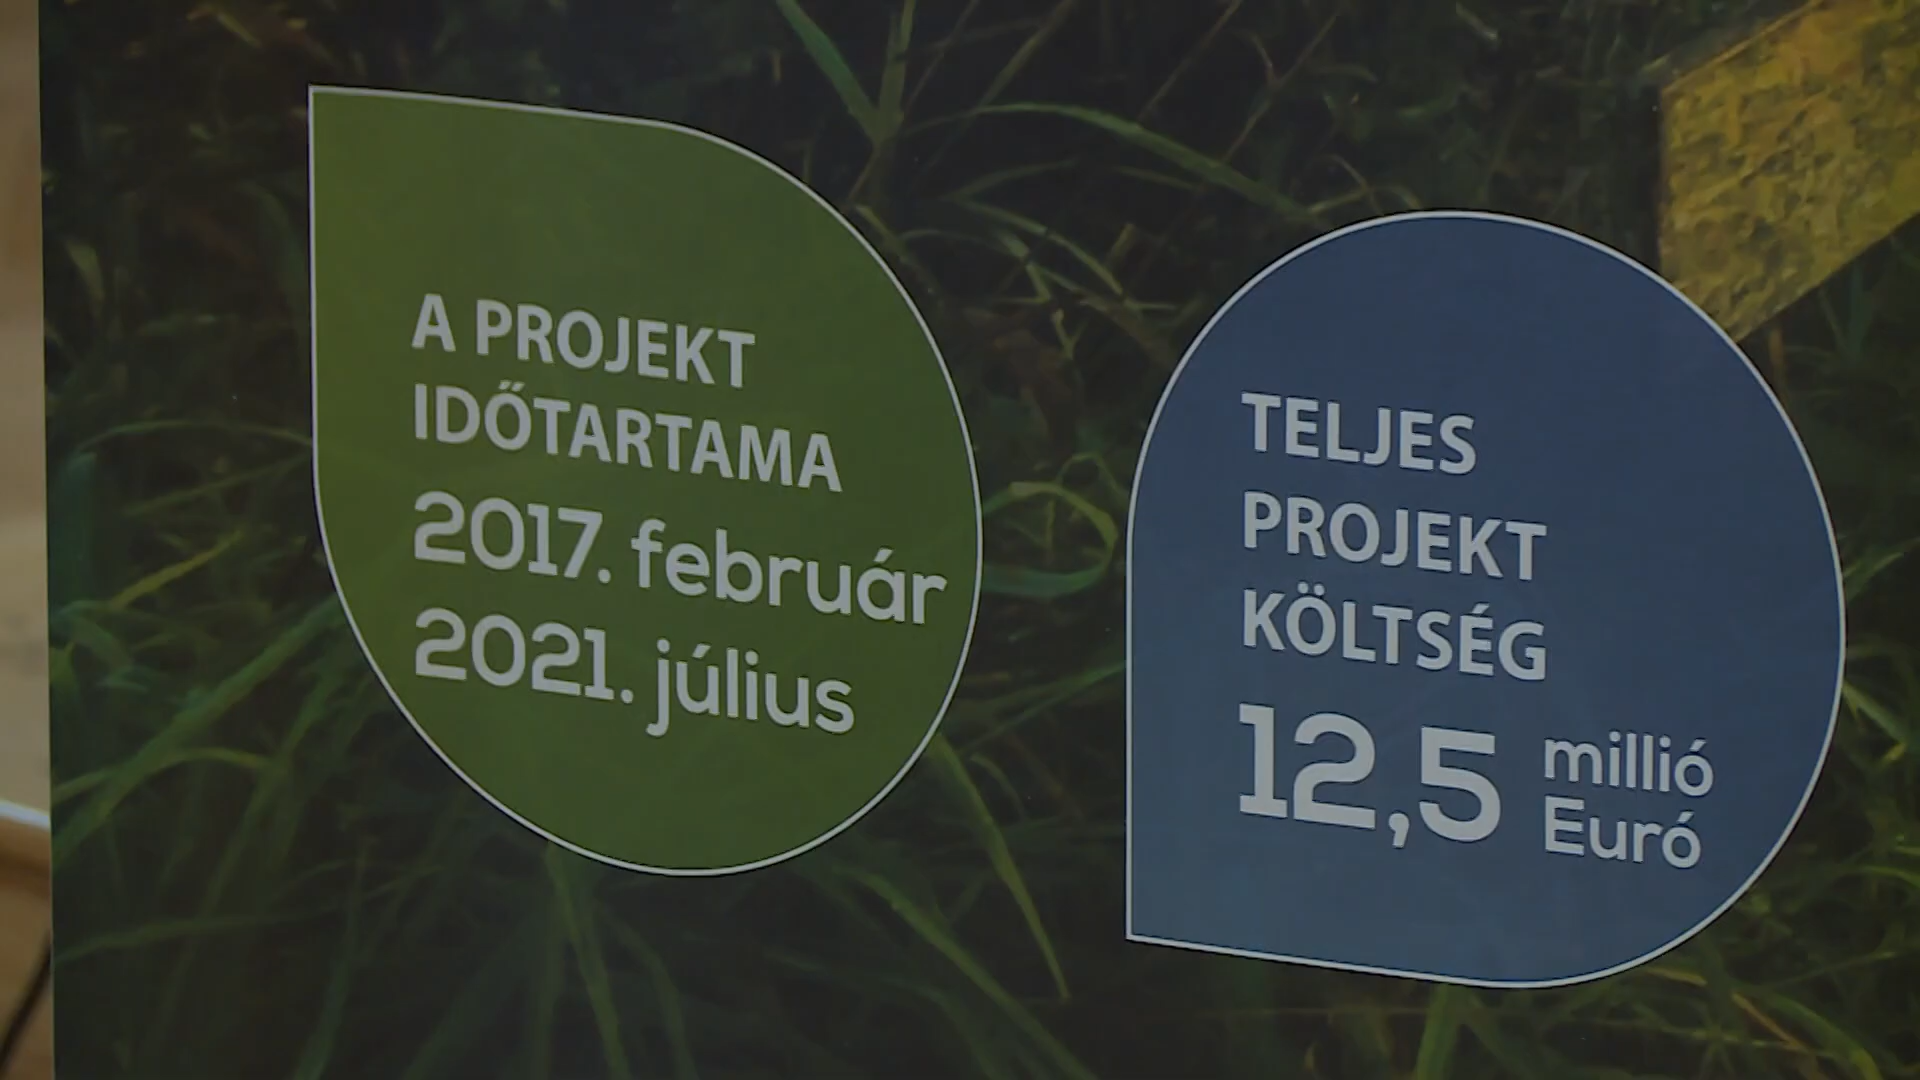 A PROJEKT
IDŐTARTAMA
2017. február
2021. július
TELJES
PROJEKT
KÖLTSÉG
12,5 millió
Euró